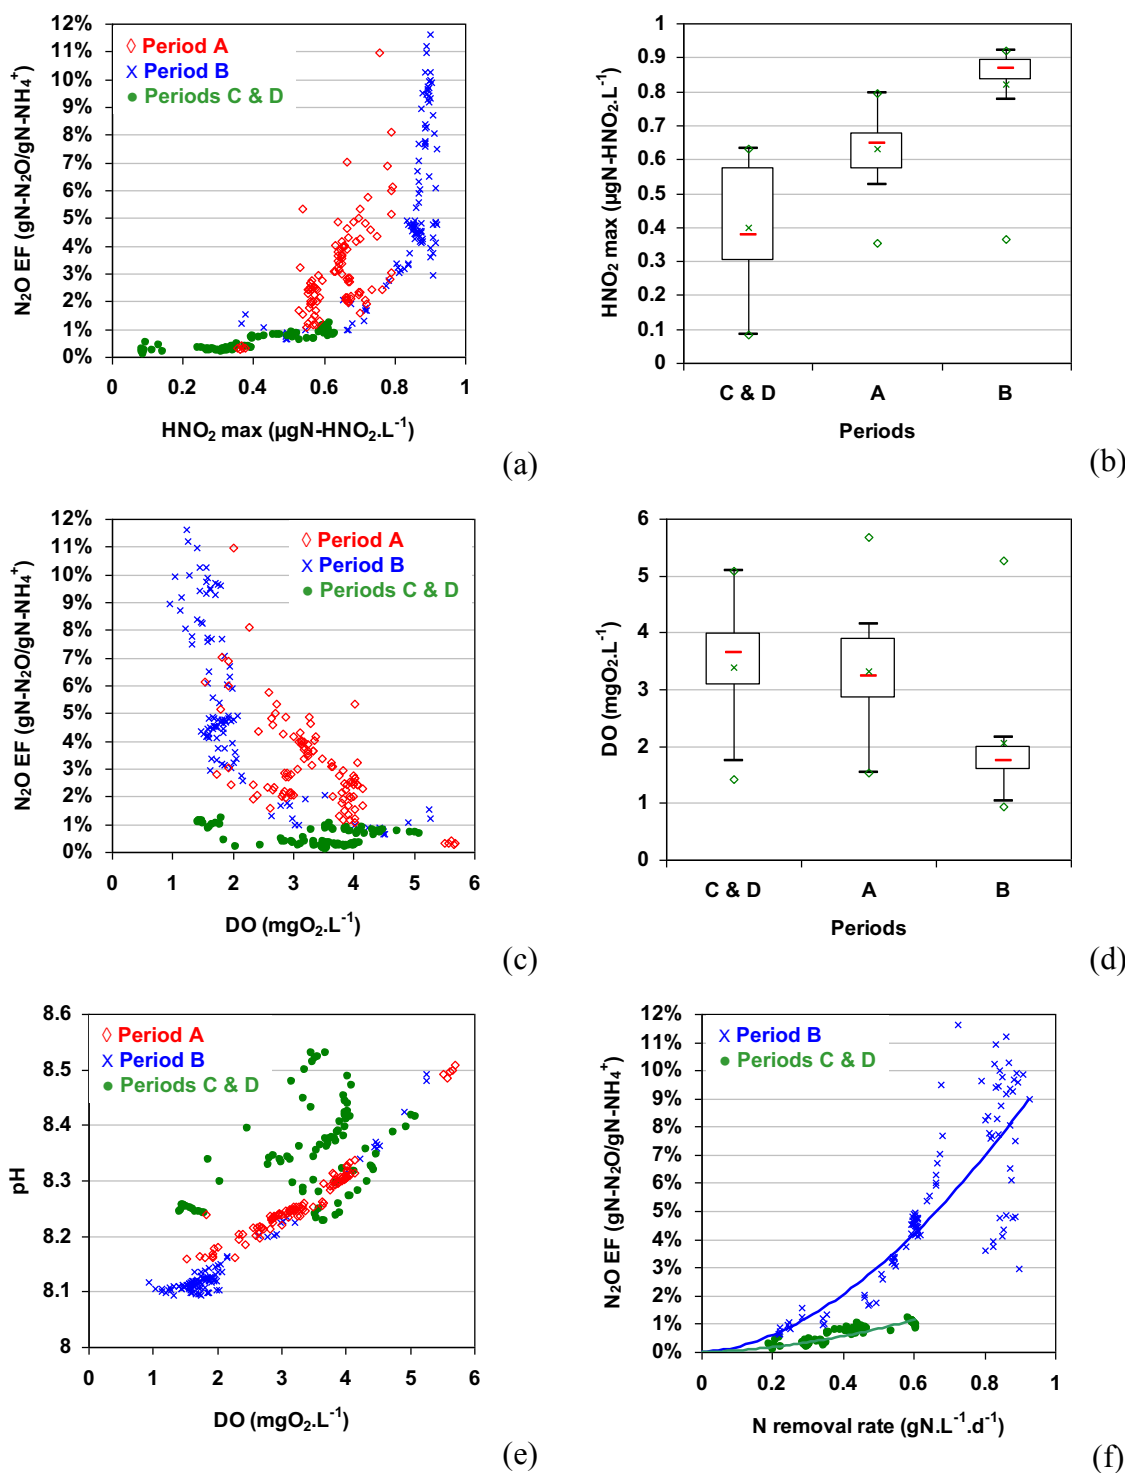 12%
11%
10%
9%
8%
7%
6%
5%
4%
3%
2%
1%
0%
N₂O EF (gN-N₂O/gN-NH₄⁺)
Period A
Period B
Periods C & D
0 0.2 0.4 0.6 0.8 1
HNO₂ max (µgN-HNO₂.L⁻¹)
(a)
1
0.9
0.8
0.7
0.6
0.5
0.4
0.3
0.2
0.1
0
HNO₂ max (µgN-HNO₂.L⁻¹)
C & D A B
Periods
(b)
12%
11%
10%
9%
8%
7%
6%
5%
4%
3%
2%
1%
0%
N₂O EF (gN-N₂O/gN-NH₄⁺)
Period A
Period B
Periods C & D
0 1 2 3 4 5 6
DO (mgO₂.L⁻¹)
(c)
6
5
4
3
2
1
0
DO (mgO₂.L⁻¹)
C & D A B
Periods
(d)
8.6
8.5
8.4
8.3
8.2
8.1
8
pH
Period A
Period B
Periods C & D
0 1 2 3 4 5 6
DO (mgO₂.L⁻¹)
(e)
12%
11%
10%
9%
8%
7%
6%
5%
4%
3%
2%
1%
0%
N₂O EF (gN-N₂O/gN-NH₄⁺)
Period B
Periods C & D
0 0.2 0.4 0.6 0.8 1
N removal rate (gN.L⁻¹.d⁻¹)
(f)